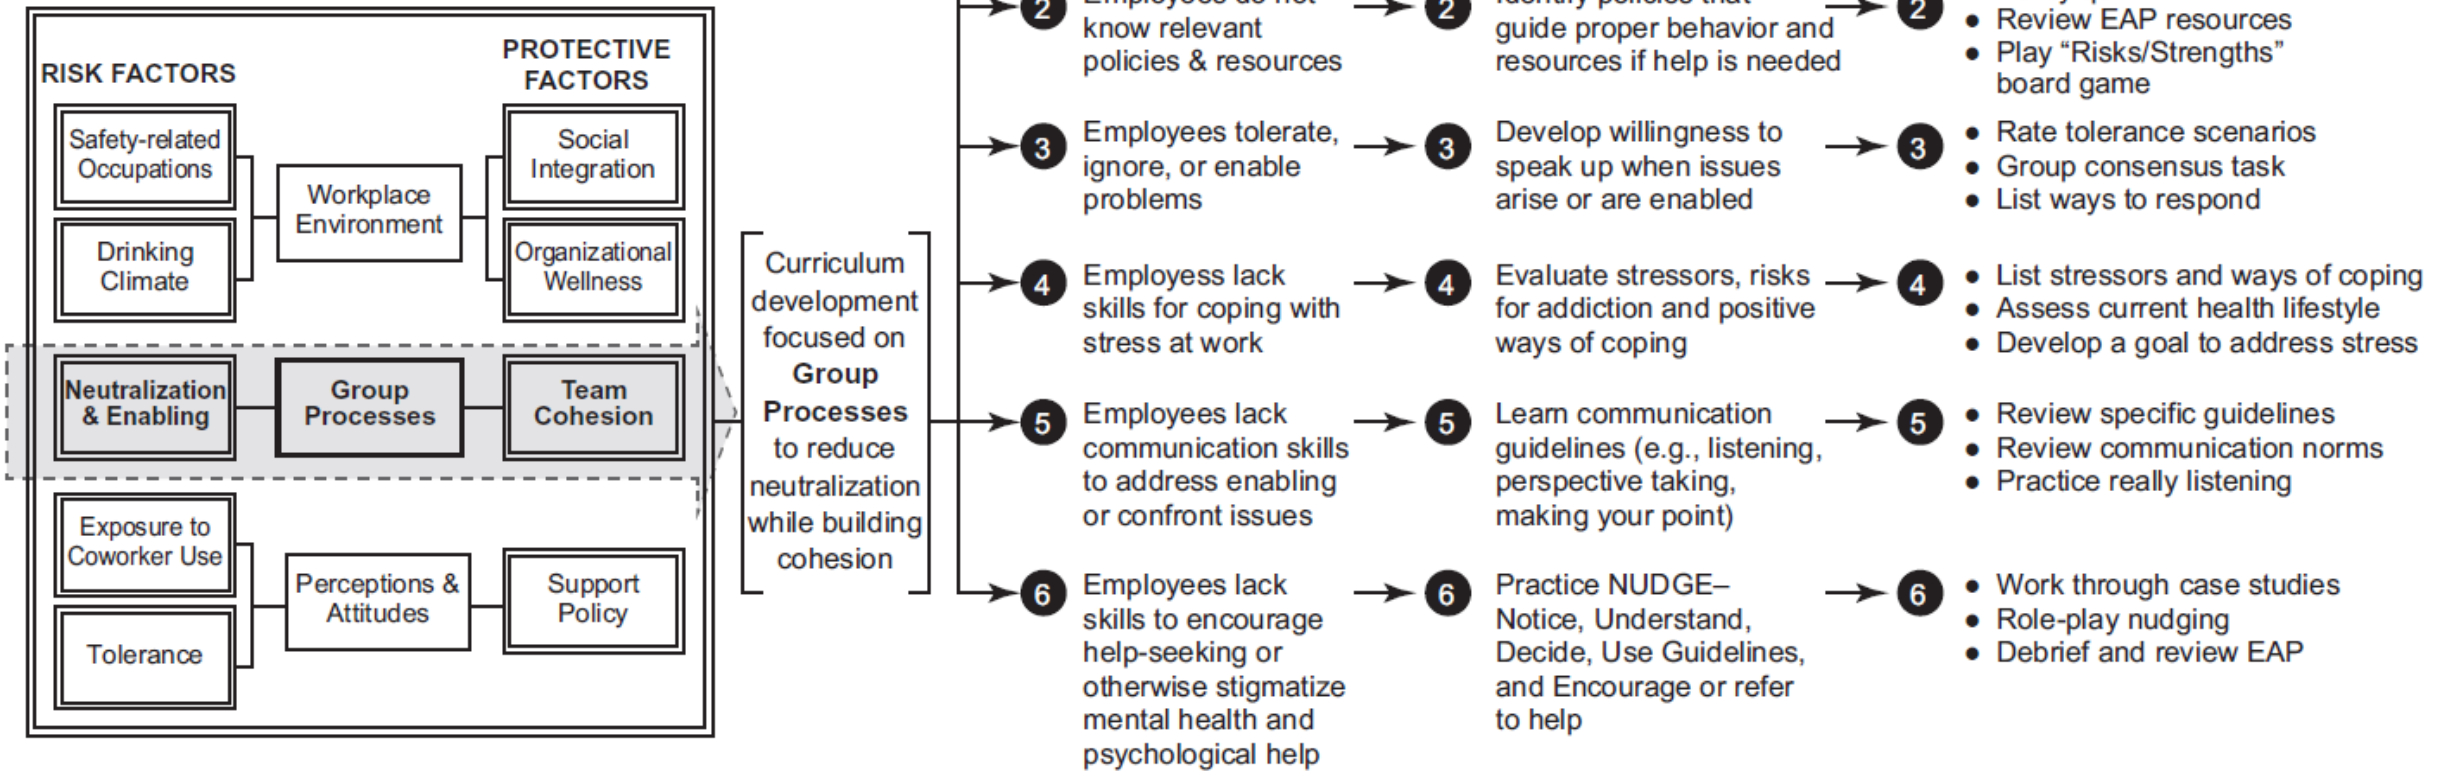 RISK FACTORS
PROTECTIVE
FACTORS
Safety-related
Occupations
Drinking
Climate
Workplace
Environment
Social
Integration
Organizational
Wellness
Neutralization
& Enabling
Group
Processes
Team
Cohesion
Exposure to
Coworker Use
Tolerance
Perceptions &
Attitudes
Support
Policy
Curriculum
development
focused on
Group
Processes
to reduce
neutralization
while building
cohesion
2
Employees do not
know relevant
policies & resources
2
Identify policies that
guide proper behavior and
resources if help is needed
2
● Review EAP resources
● Play “Risks/Strengths”
board game
3
Employees tolerate,
ignore, or enable
problems
3
Develop willingness to
speak up when issues
arise or are enabled
3
● Rate tolerance scenarios
● Group consensus task
● List ways to respond
4
Employess lack
skills for coping with
stress at work
4
Evaluate stressors, risks
for addiction and positive
ways of coping
4
● List stressors and ways of coping
● Assess current health lifestyle
● Develop a goal to address stress
5
Employees lack
communication skills
to address enabling
or confront issues
5
Learn communication
guidelines (e.g., listening,
perspective taking,
making your point)
5
● Review specific guidelines
● Review communication norms
● Practice really listening
6
Employees lack
skills to encourage
help-seeking or
otherwise stigmatize
mental health and
psychological help
6
Practice NUDGE–
Notice, Understand,
Decide, Use Guidelines,
and Encourage or refer
to help
6
● Work through case studies
● Role-play nudging
● Debrief and review EAP